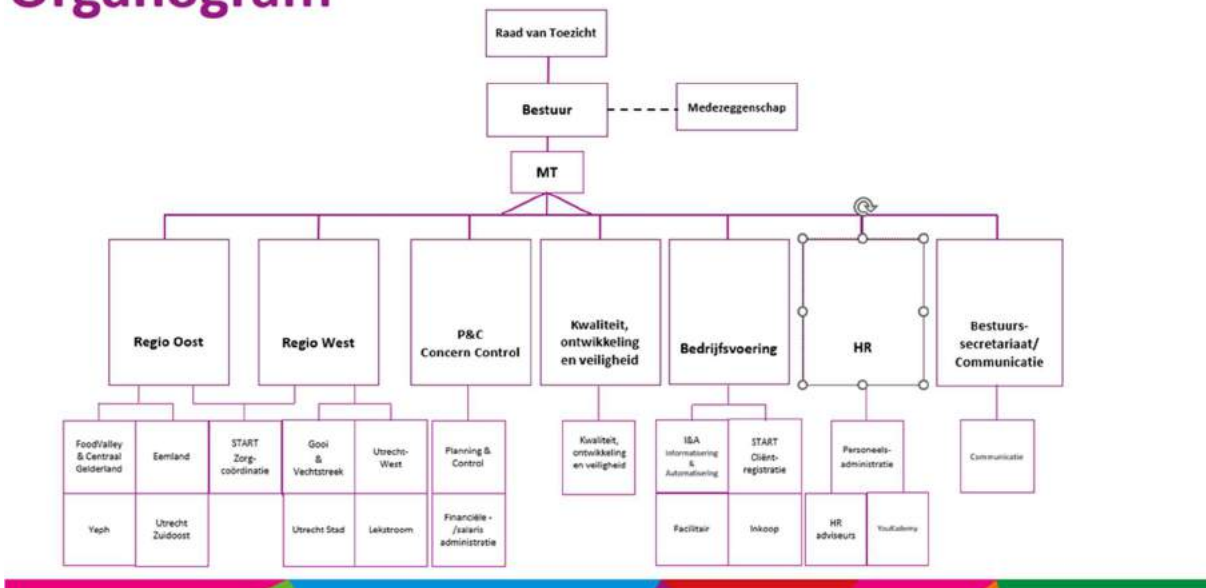 Organogram
Raad van Toezicht
Bestuur
Medezeggenschap
MT
Regio Oost
Regio West
P&C
Concern Control
Kwaliteit,
ontwikkeling
en veiligheid
Bedrijfsvoering
HR
Bestuurs-
secretariaat/
Communicatie
FoodValley
& Centraal
Gelderland
Eemland
START
Zorg-
coördinatie
Gooi
&
Vechtstreek
Utrecht-
West
Planning &
Control
Kwaliteit,
ontwikkeling
en veiligheid
I&A
Informatisering
&
Automatisering
START
Cliënt-
registratie
Personeels-
administratie
Communicatie
Yeph
Utrecht
Zuidoost
Utrecht Stad
Lekstroom
Financiële -
/salaris
administratie
Facilitair
Inkoop
HR
adviseurs
YouKademy